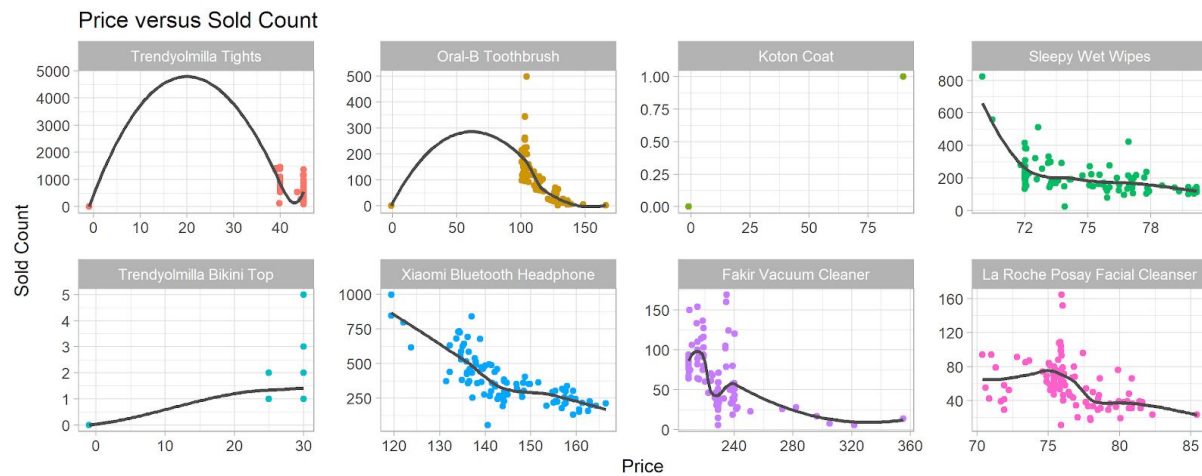 Price versus Sold Count
Trendyolmilla Tights
5000
4000
3000
2000
1000
0
0 10 20 30 40
Oral-B Toothbrush
500
400
300
200
100
0
0 50 100 150
Koton Coat
1.00
0.75
0.50
0.25
0.00
0 25 50 75
Sleepy Wet Wipes
800
600
400
200
0
72 75 78
Sold Count
Trendyolmilla Bikini Top
5
4
3
2
1
0
0 10 20 30
Xiaomi Bluetooth Headphone
1000
750
500
250
120 130 140 150 160
Fakir Vacuum Cleaner
150
100
50
0
240 280 320 360
La Roche Posay Facial Cleanser
160
120
80
40
70 75 80 85
Price